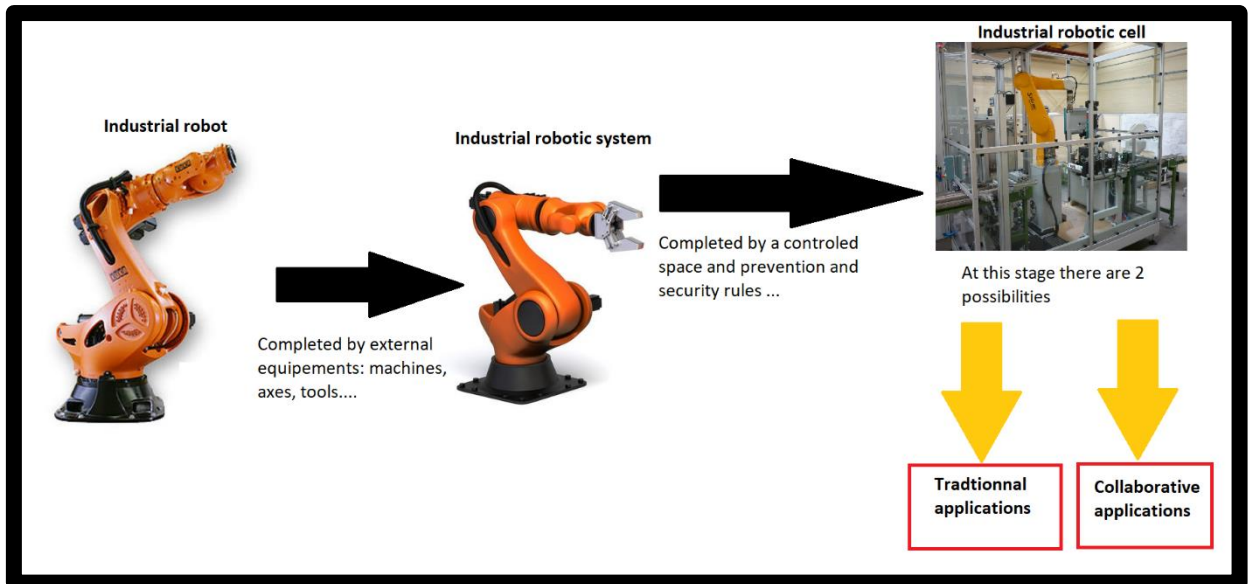 Industrial robot
Completed by external
equipements: machines,
axes, tools....
Industrial robotic system
Completed by a controled
space and prevention and
security rules ...
Industrial robotic cell
At this stage there are 2
possibilities
Tradtionnal
applications
Collaborative
applications